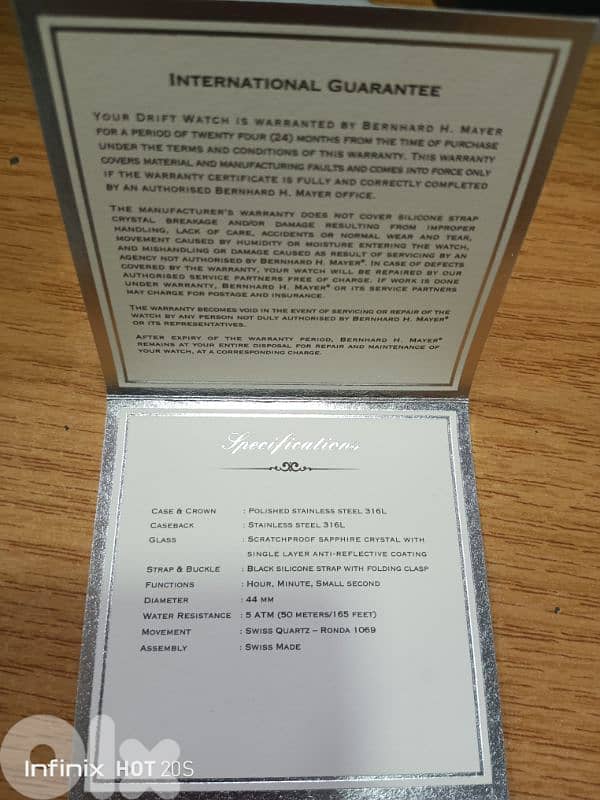 INTERNATIONAL GUARANTEE
YOUR DRIFT WATCH IS WARRANTED BY BERNHARD H. MAYER
FOR A PERIOD OF TWENTY FOUR (24) MONTHS FROM THE TIME OF PURCHASE
UNDER THE TERMS AND CONDITIONS OF THIS WARRANTY. THIS WARRANTY
COVERS MATERIAL AND MANUFACTURING FAULTS AND COMES INTO FORCE ONLY
IF THE WARRANTY CERTIFICATE IS FULLY AND CORRECTLY COMPLETED
BY AN AUTHORISED BERNHARD H. MAYER OFFICE.
THE MANUFACTURER'S WARRANTY DOES NOT COVER SILICONE STRAP
CRYSTAL BREAKAGE AND/OR DAMAGE RESULTING FROM IMPROPER
HANDLING, LACK OF CARE, ACCIDENTS OR NORMAL WEAR AND TEAR,
MOVEMENT CAUSED BY HUMIDITY OR MOISTURE ENTERING THE WATCH,
AND MISHANDLING OR DAMAGE CAUSED AS RESULT OF SERVICING BY AN
AGENCY NOT AUTHORISED BY BERNHARD H. MAYER®. IN CASE OF DEFECTS
COVERED BY THE WARRANTY, YOUR WATCH WILL BE REPAIRED BY OUR
AUTHORISED SERVICE PARTNERS FREE OF CHARGE. IF WORK IS DONE
UNDER WARRANTY, BERNHARD H. MAYER® OR ITS SERVICE PARTNERS
MAY CHARGE FOR POSTAGE AND INSURANCE.
THE WARRANTY BECOMES VOID IN THE EVENT OF SERVICING OR REPAIR OF THE
WATCH BY ANY PERSON NOT DULY AUTHORISED BY BERNHARD H. MAYER®
OR ITS REPRESENTATIVES.
AFTER EXPIRY OF THE WARRANTY PERIOD, BERNHARD H. MAYER®
REMAINS AT YOUR ENTIRE DISPOSAL FOR REPAIR AND MAINTENANCE OF
YOUR WATCH, AT A CORRESPONDING CHARGE.
Specifications
CASE & CROWN : POLISHED STAINLESS STEEL 316L
CASEBACK : STAINLESS STEEL 316L
GLASS : SCRATCHPROOF SAPPHIRE CRYSTAL WITH
SINGLE LAYER ANTI-REFLECTIVE COATING
STRAP & BUCKLE : BLACK SILICONE STRAP WITH FOLDING CLASP
FUNCTIONS : HOUR, MINUTE, SMALL SECOND
DIAMETER : 44 MM
WATER RESISTANCE : 5 ATM (50 METERS/165 FEET)
MOVEMENT : SWISS QUARTZ – RONDA 1069
ASSEMBLY : SWISS MADE
olx
Infinix HOT 20S